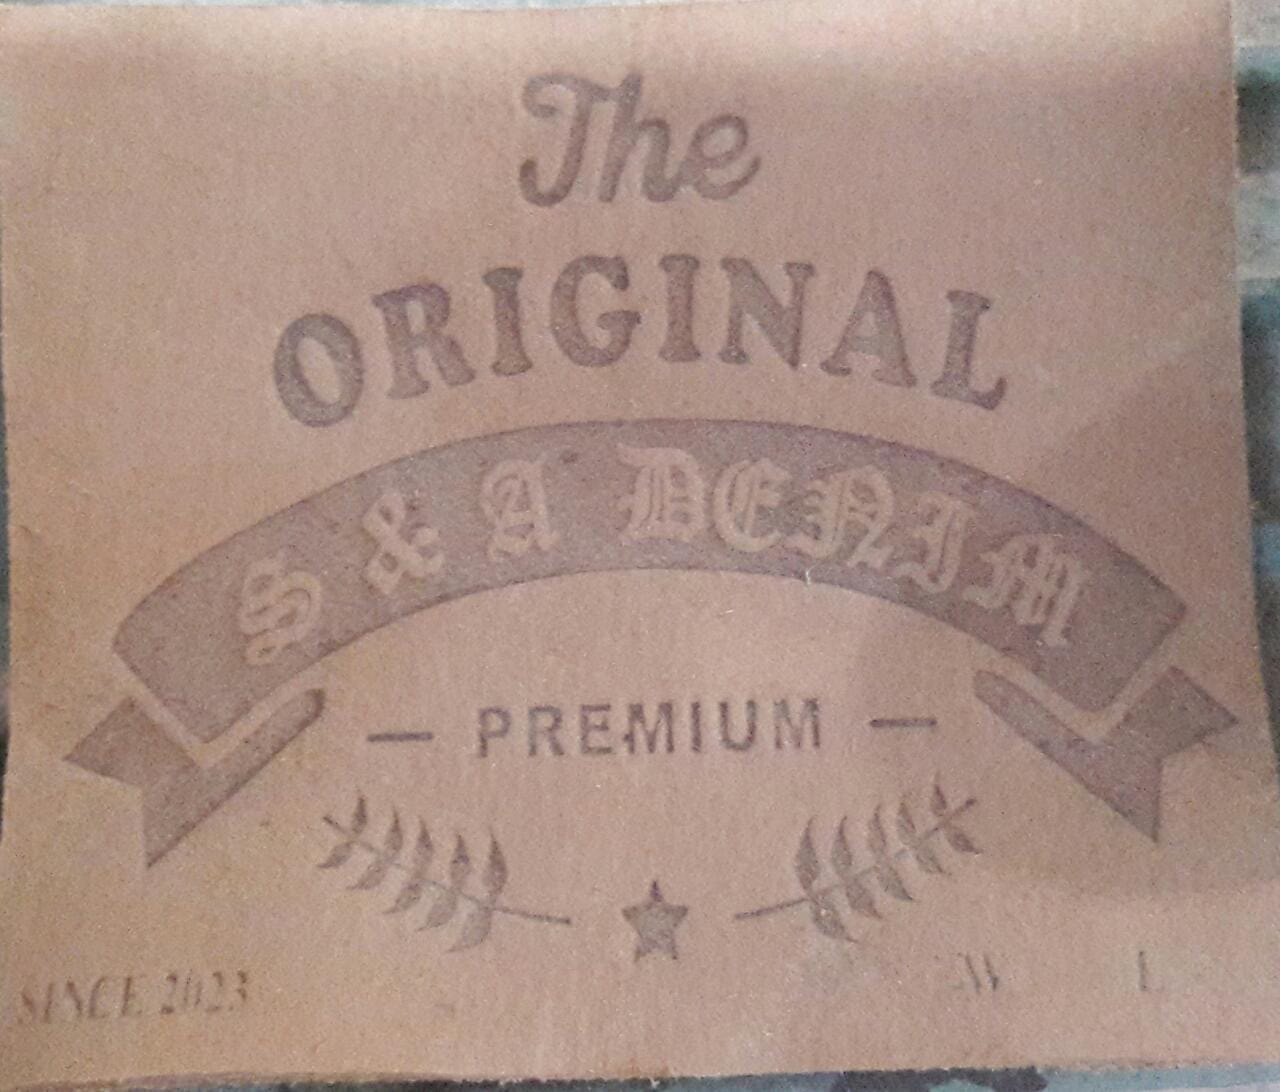 The
ORIGINAL
S & A DENIM
— PREMIUM —
SINCE 2023 W L